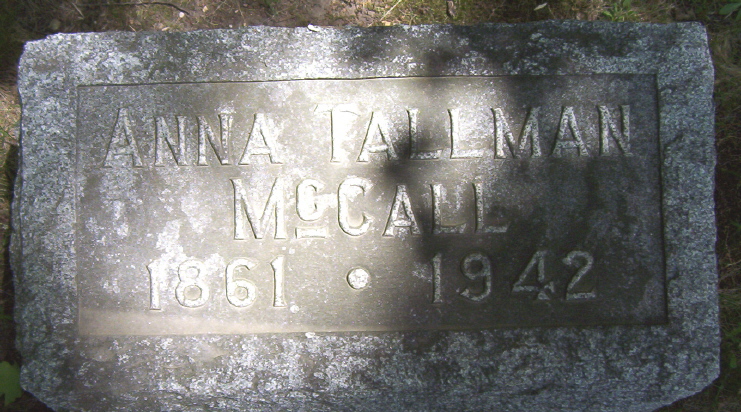 ANNA TALLMAN
McCALL
1861 • 1942